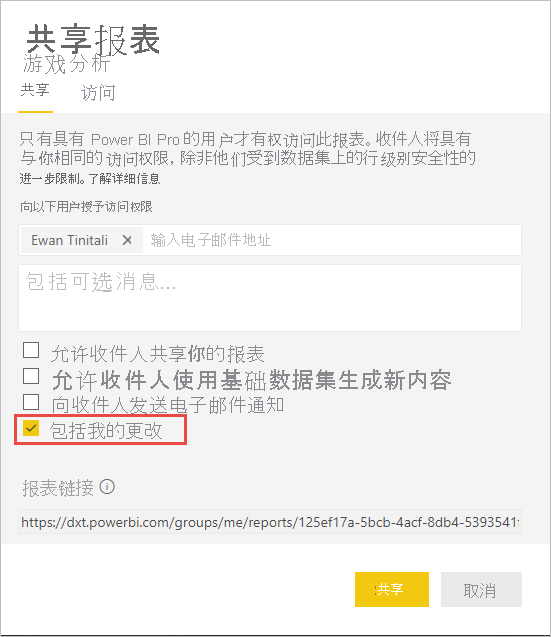 共享报表
游戏分析
共享 访问
只有具有 Power BI Pro 的用户才有权访问此报表。收件人将具有
与你相同的访问权限，除非他们受到数据集上的行级别安全性的
进一步限制。了解详细信息
向以下用户授予访问权限
Ewan Tinitali × 输入电子邮件地址
包括可选消息...
允许收件人共享你的报表
允许收件人使用基础数据集生成新内容
向收件人发送电子邮件通知
包括我的更改
报表链接
https://dxt.powerbi.com/groups/me/reports/125ef17a-5bcb-4acf-8db4-5393541f
共享 取消